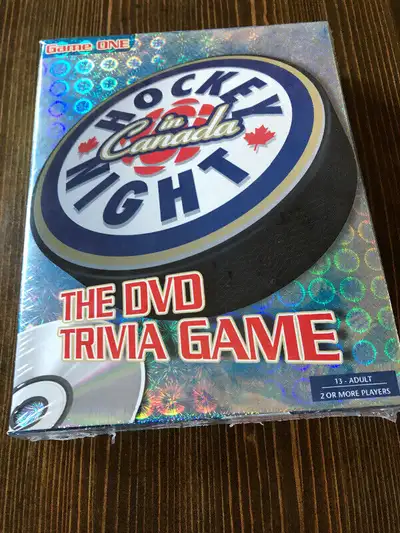 Game ONE
HOCKEY
in
Canada
NIGHT
THE DVD
TRIVIA GAME
13 - ADULT
2 OR MORE PLAYERS